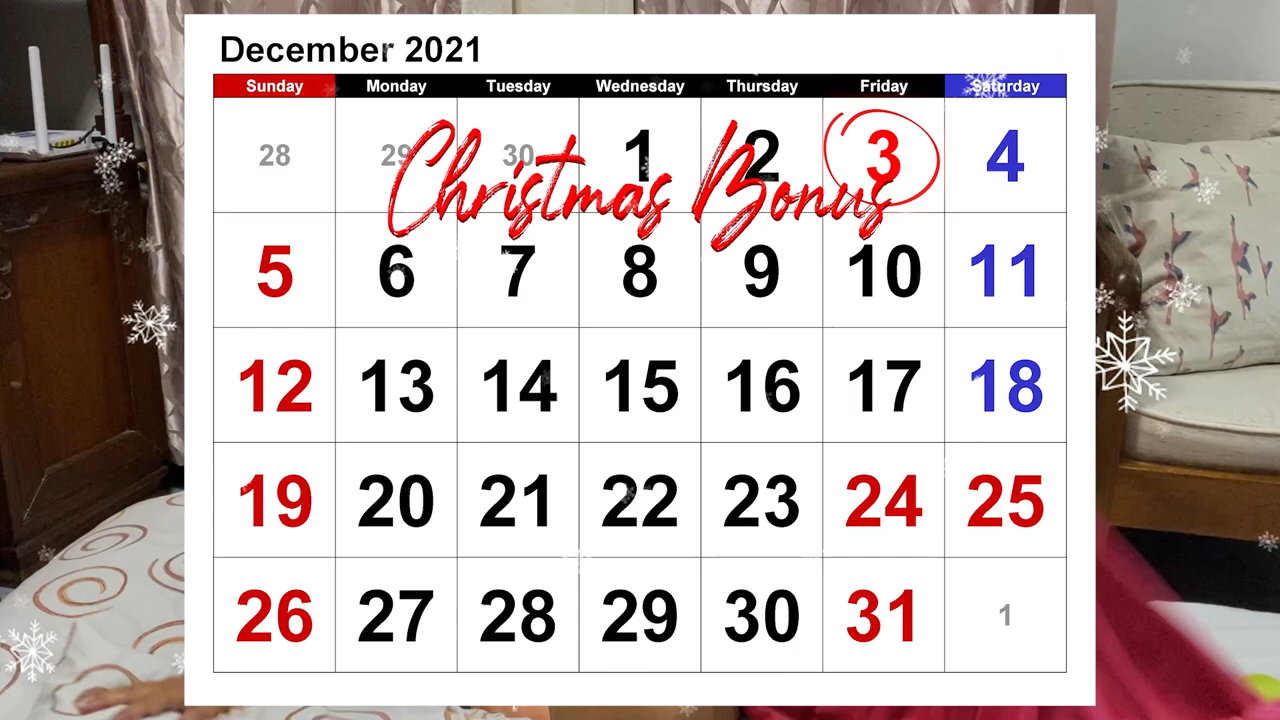 December 2021
Sunday Monday Tuesday Wednesday Thursday Friday Saturday
28 29 30 1 2 3 4
Christmas Bonus
5 6 7 8 9 10 11
12 13 14 15 16 17 18
19 20 21 22 23 24 25
26 27 28 29 30 31 1